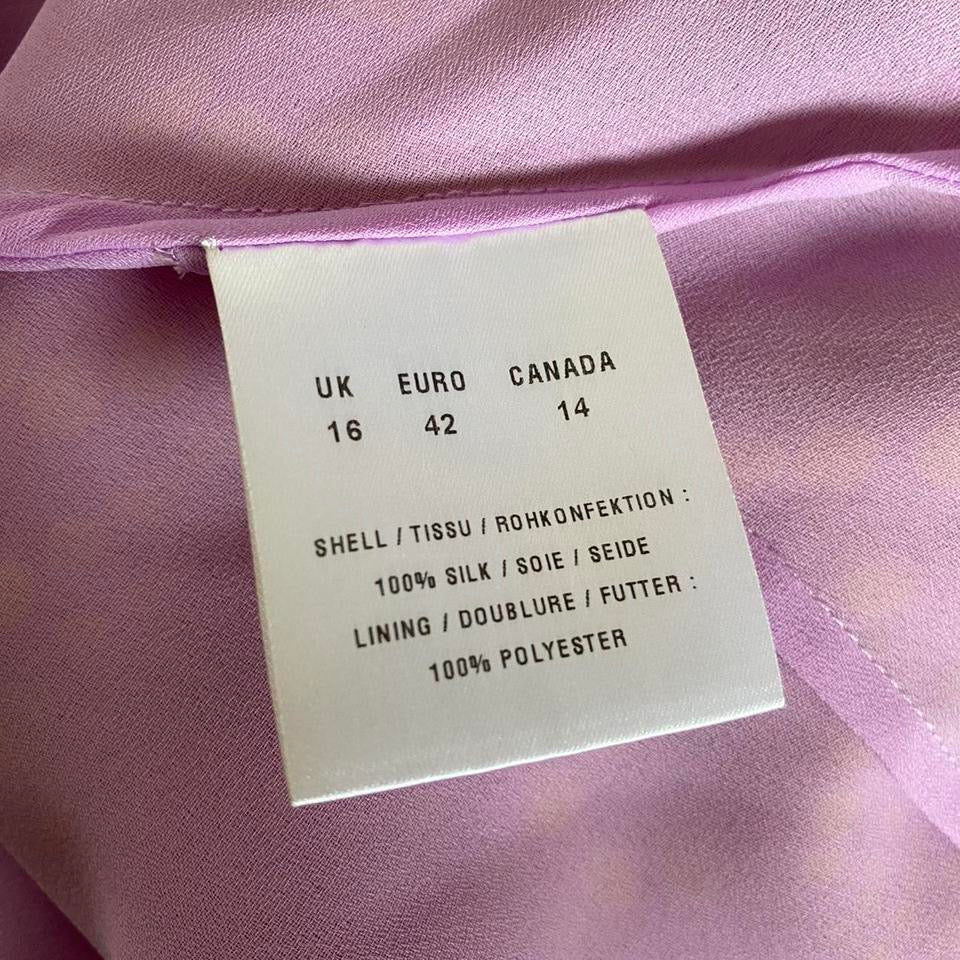 UK EURO CANADA
16 42 14
SHELL / TISSU / ROHKONFEKTION :
100% SILK / SOIE / SEIDE
LINING / DOUBLURE / FUTTER :
100% POLYESTER